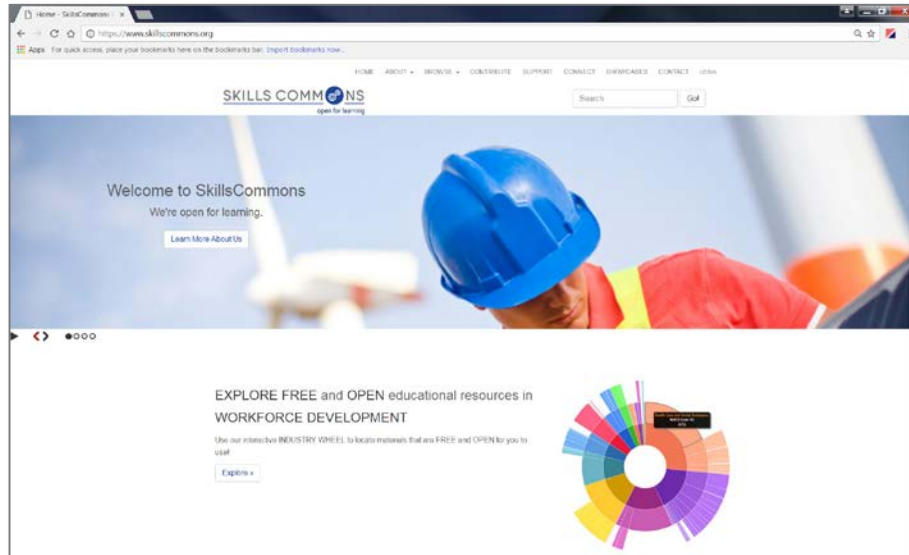 Home - SkillsCommons
https://www.skillscommons.org
Apps For quick access, place your bookmarks here on the bookmarks bar. Import bookmarks now...
HOME ABOUT BROWSE CONTRIBUTE SUPPORT CONNECT SHOWCASES CONTACT
SKILLS COMMONS
open for learning
Search Go!
Welcome to SkillsCommons
We're open for learning.
Learn More About Us
EXPLORE FREE and OPEN educational resources in
WORKFORCE DEVELOPMENT
Use our interactive INDUSTRY WHEEL to locate materials that are FREE and OPEN for you to
use!
Explore »